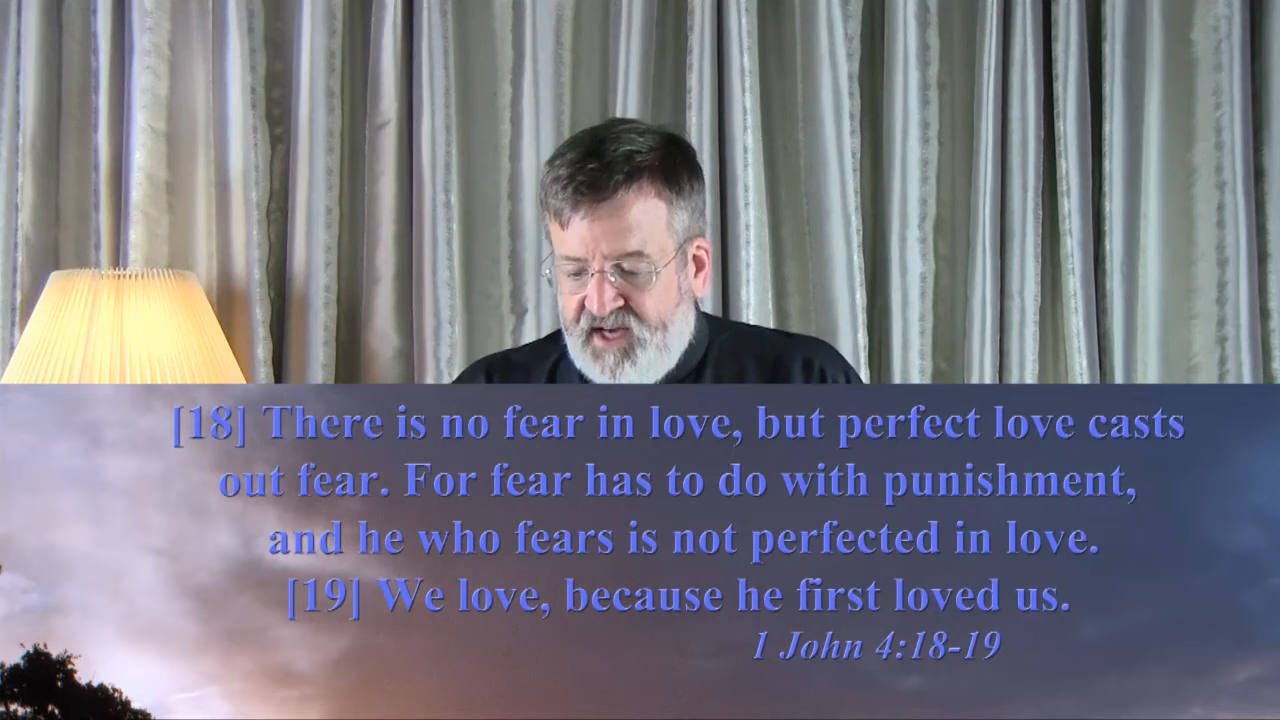 [18] There is no fear in love, but perfect love casts
out fear. For fear has to do with punishment,
and he who fears is not perfected in love.
[19] We love, because he first loved us.
1 John 4:18-19